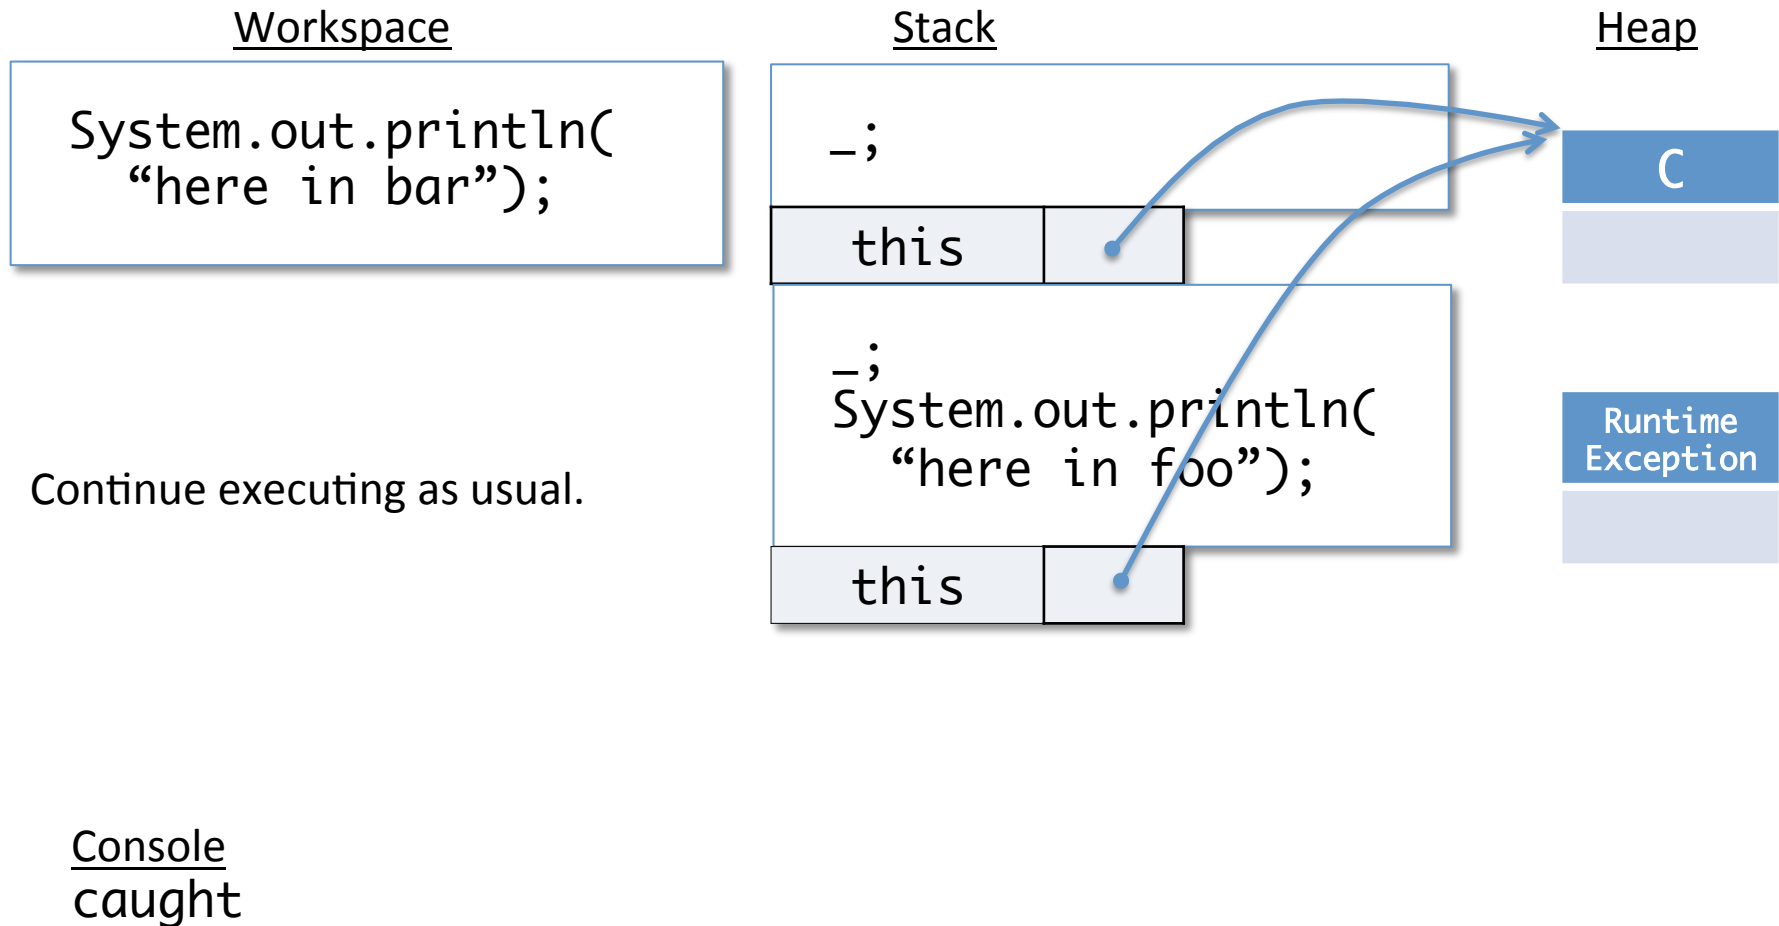 Workspace
Stack
Heap
System.out.println(
“here in bar”);
_;
C
this
_;
System.out.println(
“here in foo”);
Runtime
Exception
Continue executing as usual.
this
Console
caught